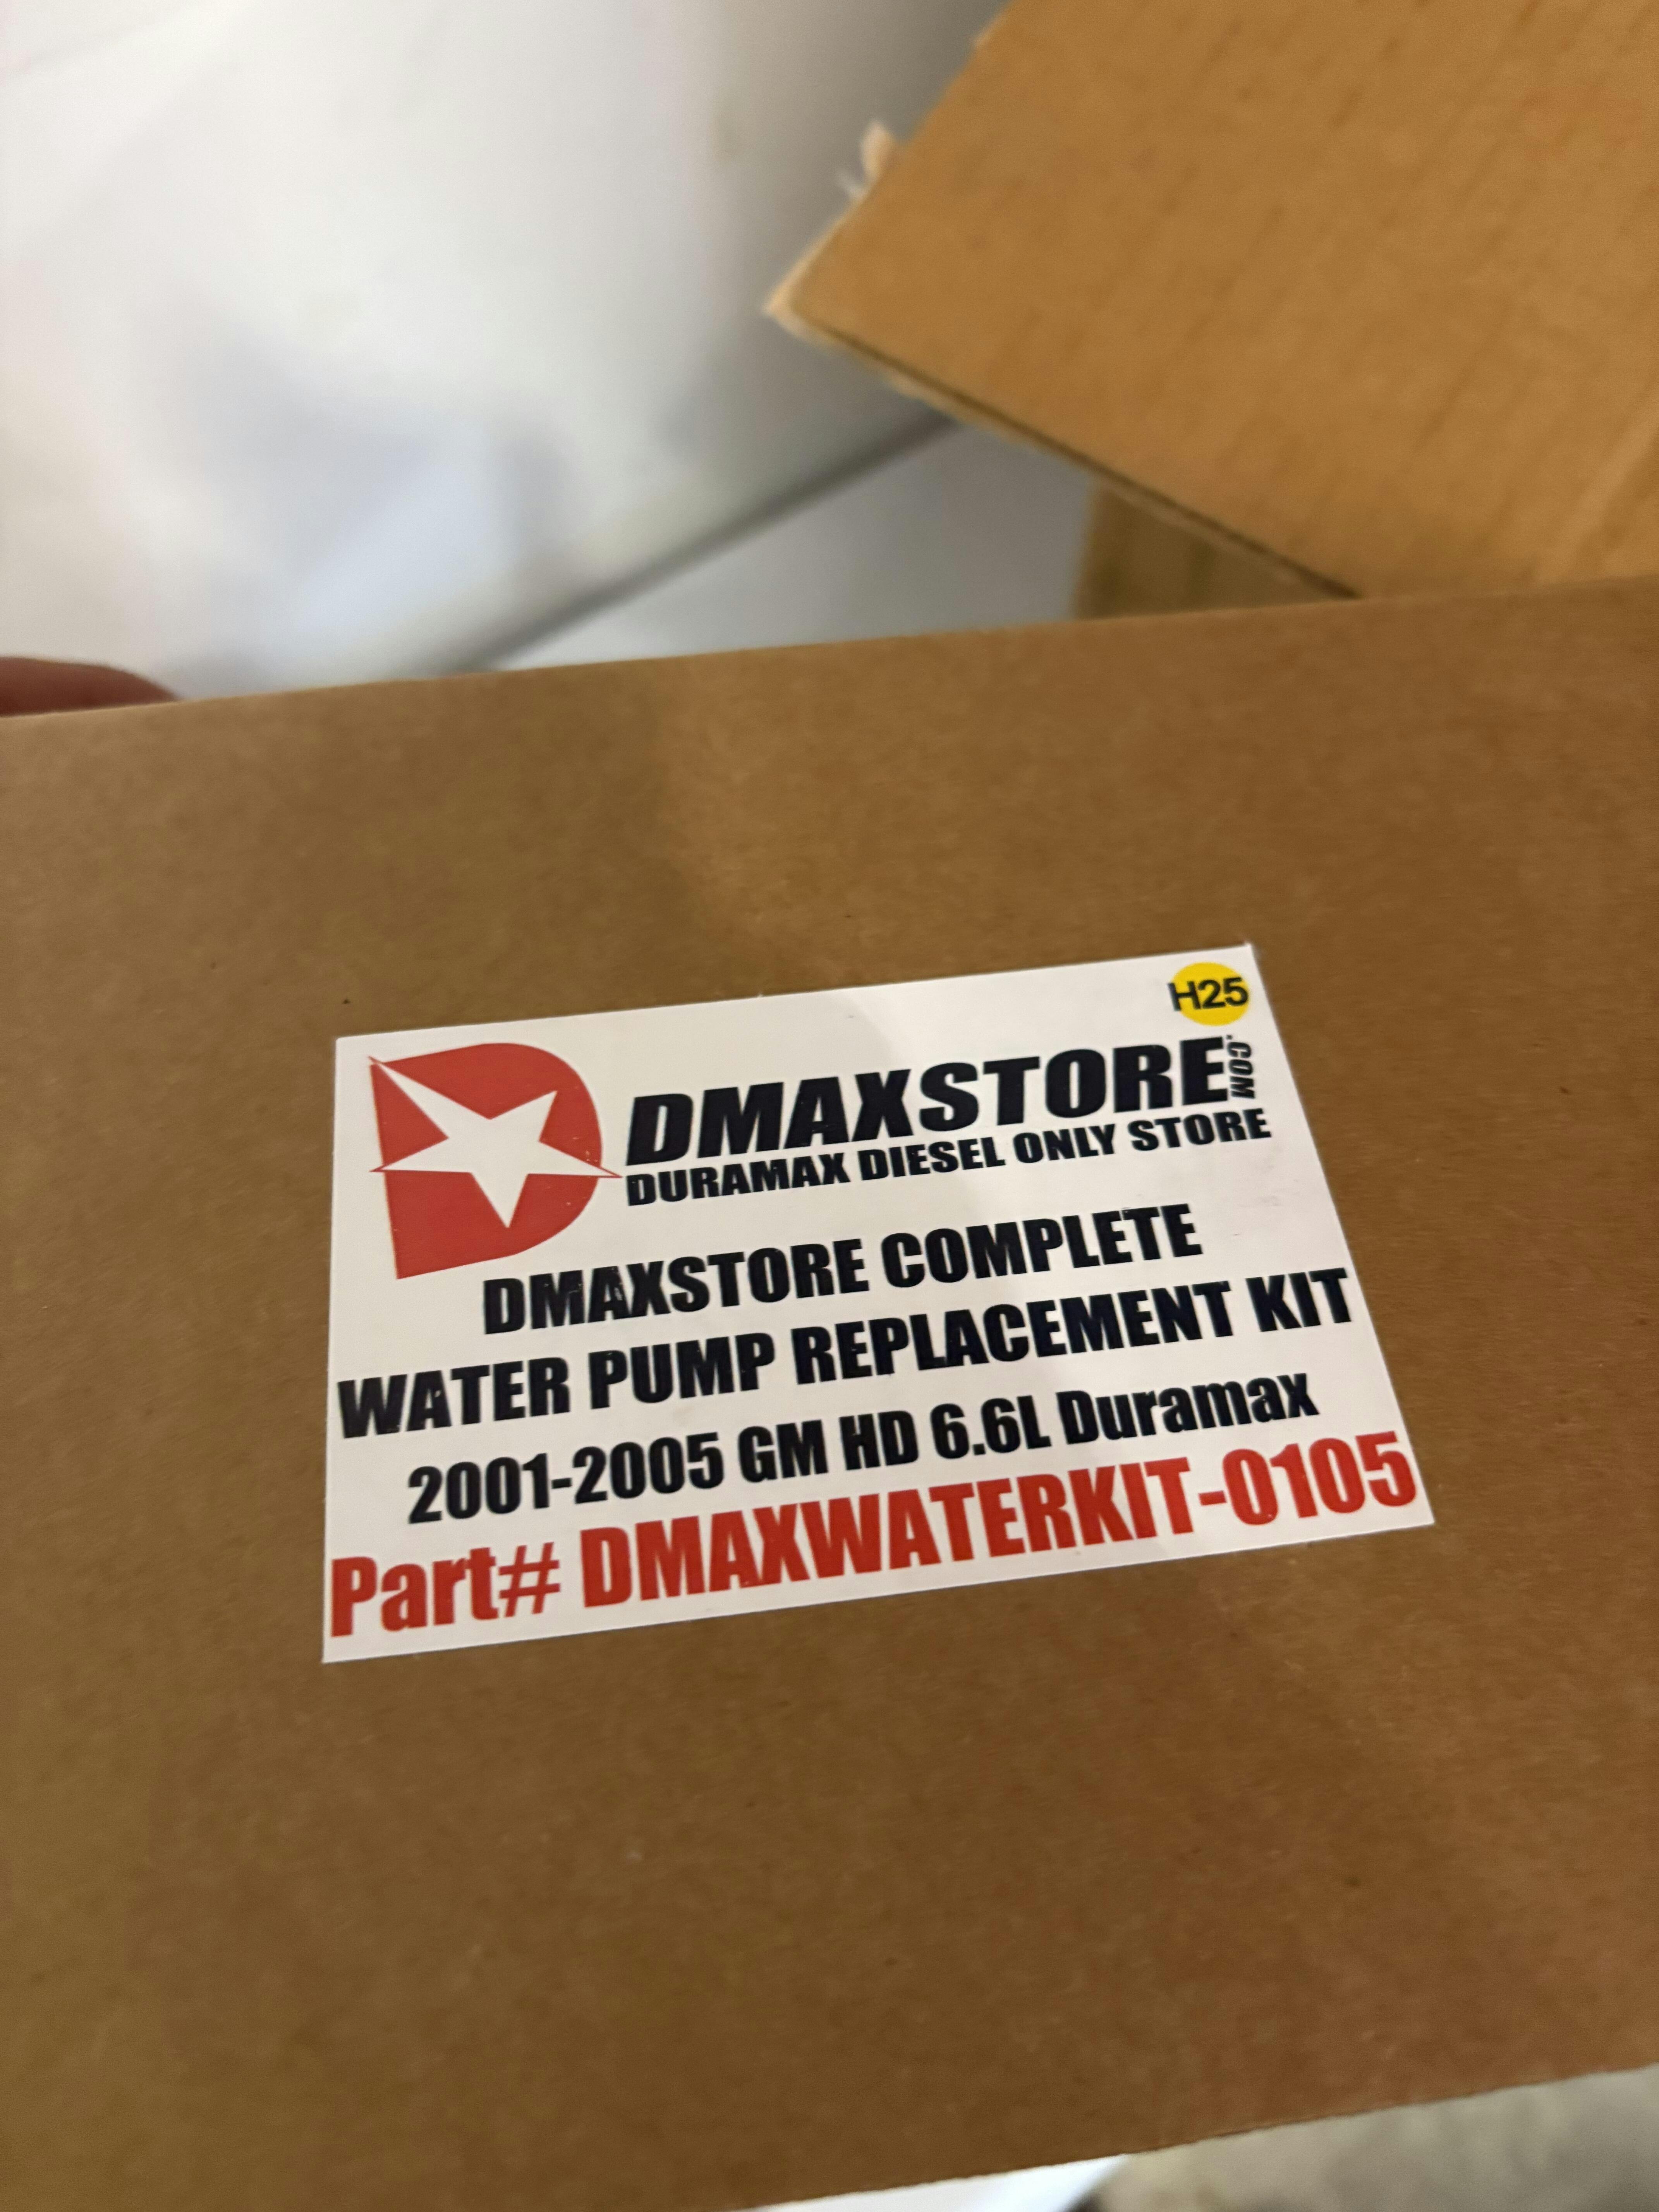 H25
DMAXSTORE.COM
DURAMAX DIESEL ONLY STORE
DMAXSTORE COMPLETE
WATER PUMP REPLACEMENT KIT
2001-2005 GM HD 6.6L Duramax
Part# DMAXWATERKIT-0105